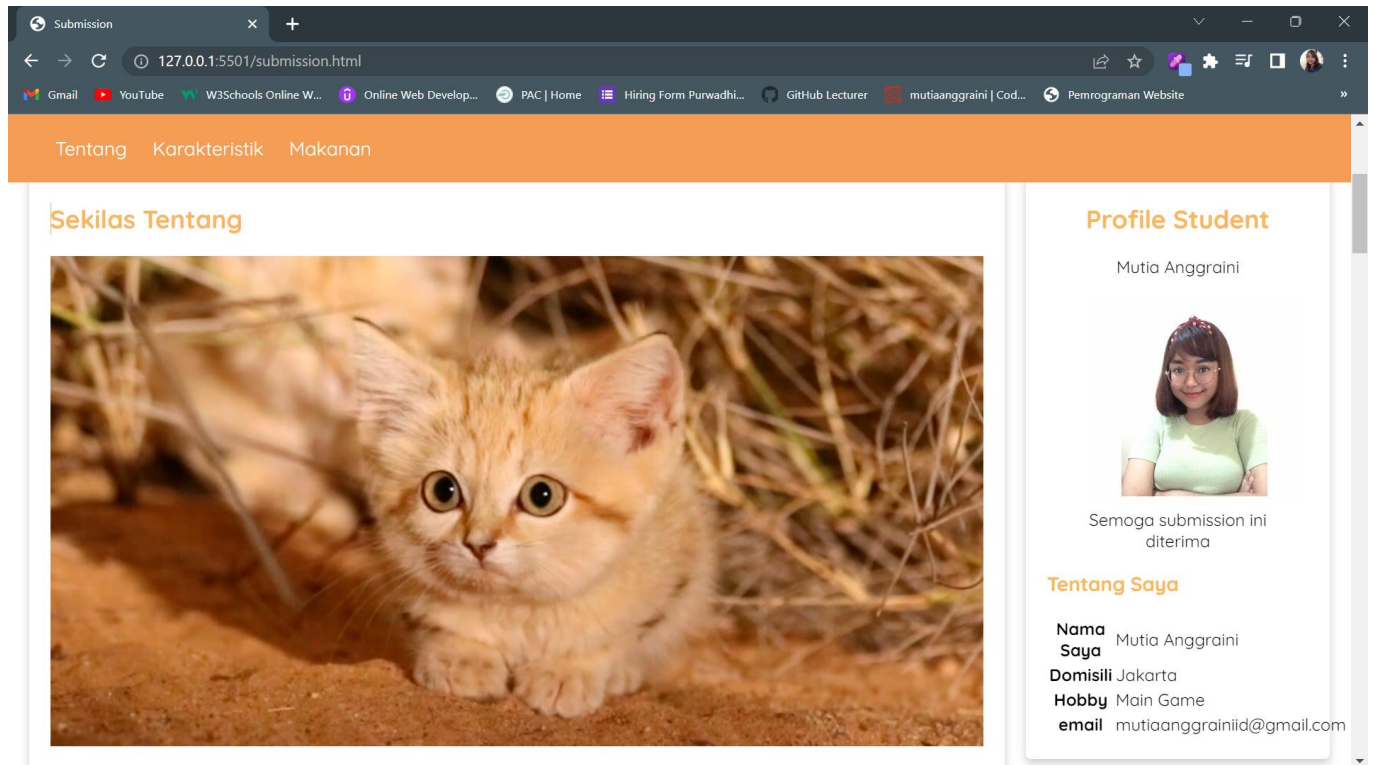 Submission
127.0.0.1:5501/submission.html
Gmail YouTube W3Schools Online W... Online Web Develop... PAC | Home Hiring Form Purwadhi... GitHub Lecturer mutiaanggraini | Cod... Pemrograman Website »
Tentang Karakteristik Makanan
Sekilas Tentang
Profile Student
Mutia Anggraini
Semoga submission ini
diterima
Tentang Saya
Nama
Saya Mutia Anggraini
Domisili Jakarta
Hobby Main Game
email mutiaanggrainiid@gmail.com